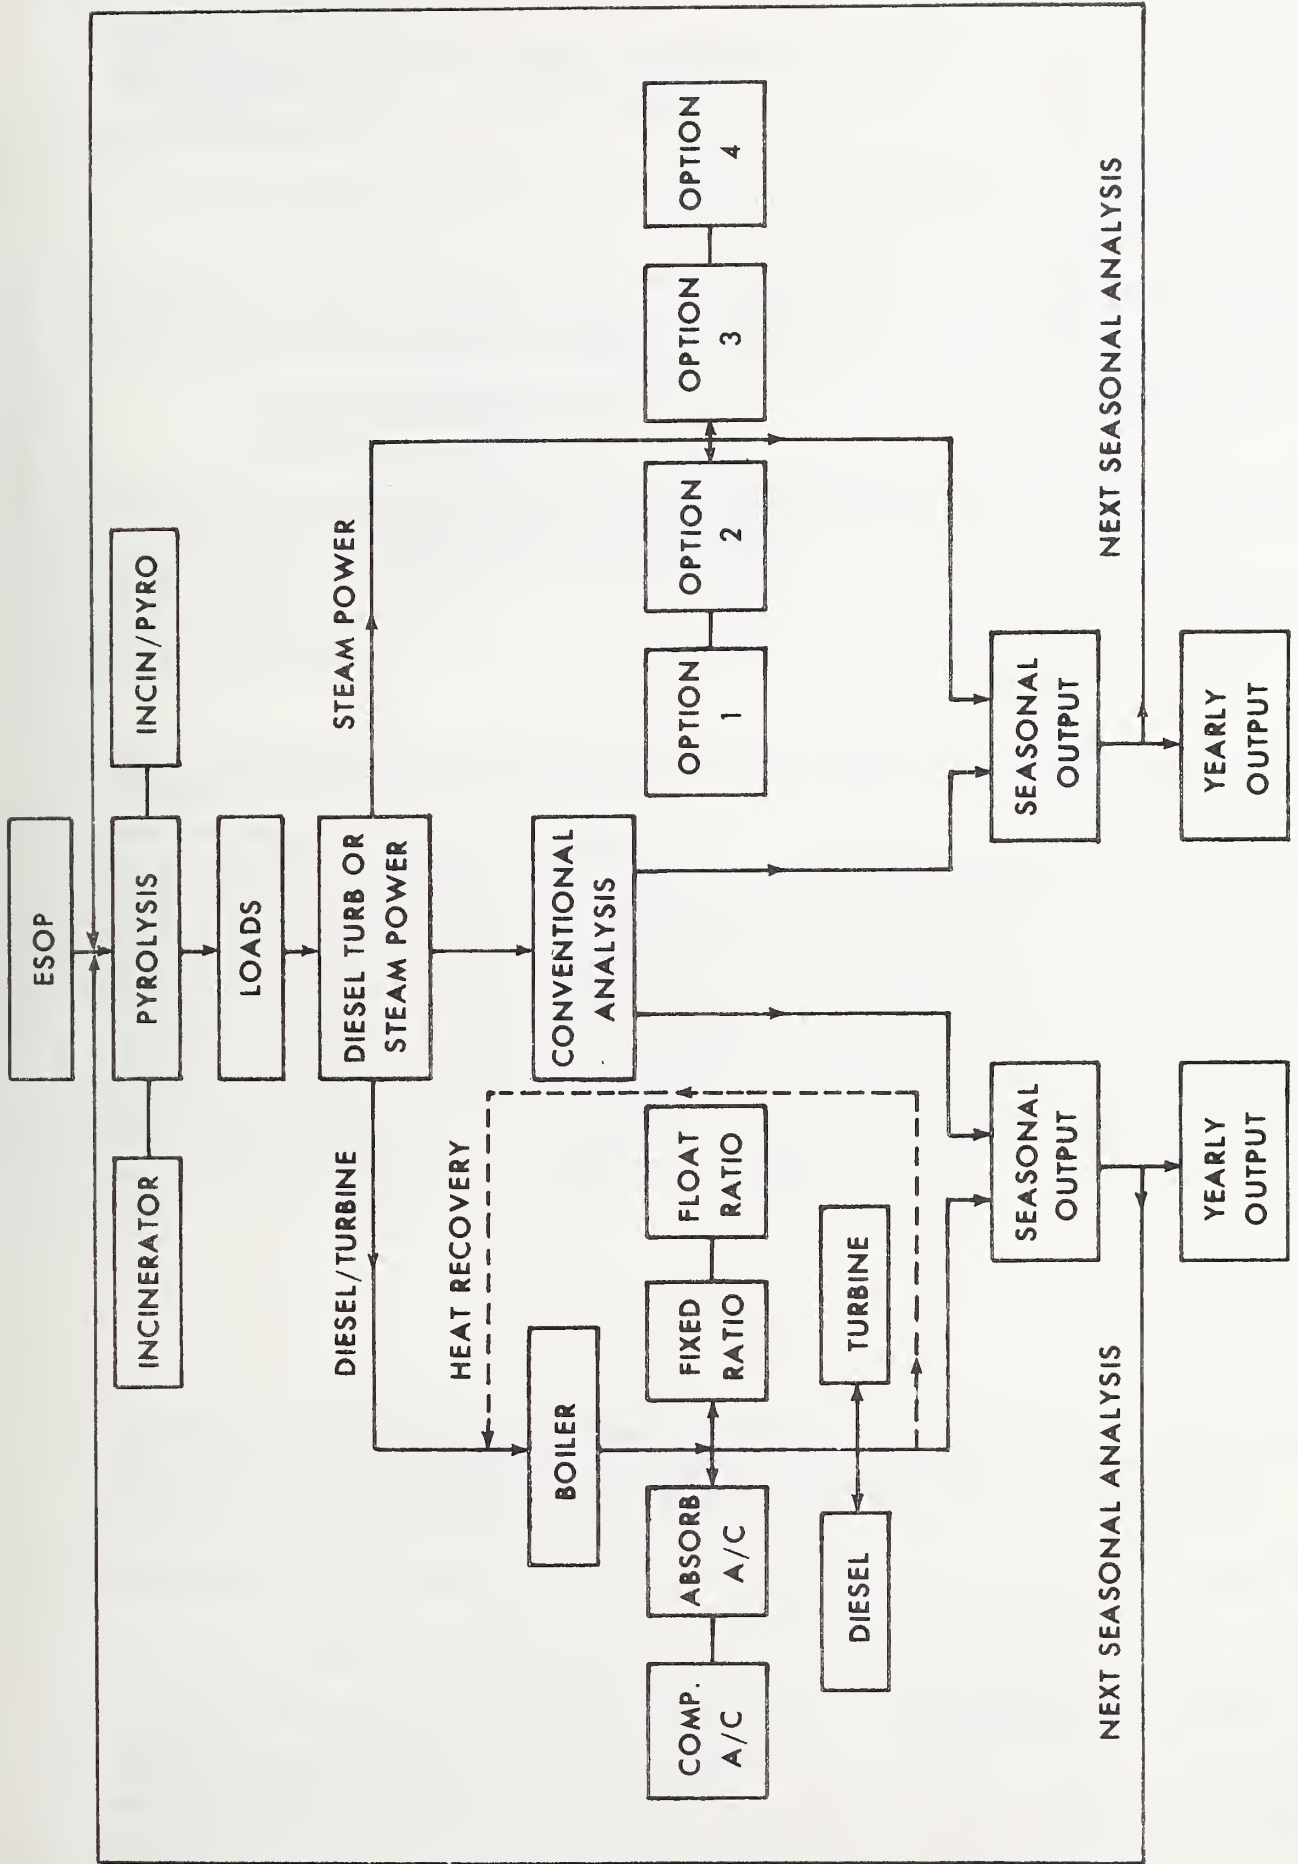 ESOP
INCINERATOR
PYROLYSIS
INCIN/PYRO
LOADS
DIESEL/TURBINE
DIESEL TURB OR
STEAM POWER
STEAM POWER
HEAT RECOVERY
BOILER
CONVENTIONAL
ANALYSIS
COMP.
A/C
ABSORB
A/C
FIXED
RATIO
FLOAT
RATIO
OPTION
1
OPTION
2
OPTION
3
OPTION
4
DIESEL
TURBINE
SEASONAL
OUTPUT
SEASONAL
OUTPUT
NEXT SEASONAL ANALYSIS
NEXT SEASONAL ANALYSIS
YEARLY
OUTPUT
YEARLY
OUTPUT